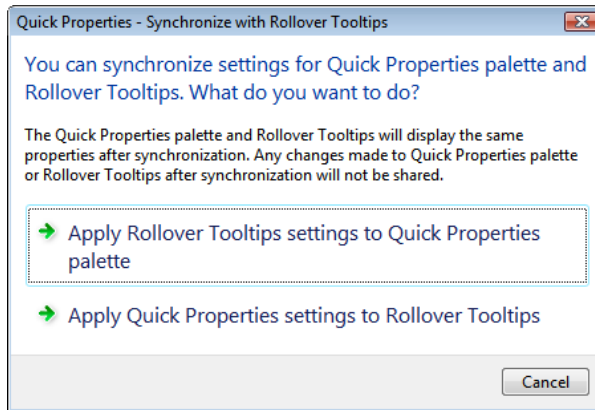 Quick Properties - Synchronize with Rollover Tooltips
You can synchronize settings for Quick Properties palette and
Rollover Tooltips. What do you want to do?
The Quick Properties palette and Rollover Tooltips will display the same
properties after synchronization. Any changes made to Quick Properties palette
or Rollover Tooltips after synchronization will not be shared.
Apply Rollover Tooltips settings to Quick Properties
palette
Apply Quick Properties settings to Rollover Tooltips
Cancel